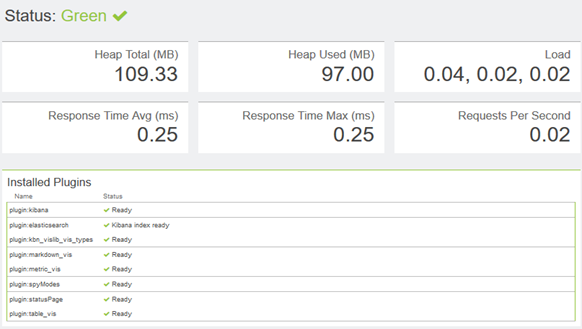 Status: Green
Heap Total (MB) Heap Used (MB) Load
109.33 97.00 0.04, 0.02, 0.02
Response Time Avg (ms) Response Time Max (ms) Requests Per Second
0.25 0.25 0.02
Installed Plugins
Name Status
plugin:kibana Ready
plugin:elasticsearch Kibana index ready
plugin:kbn_vislib_vis_types Ready
plugin:markdown_vis Ready
plugin:metric_vis Ready
plugin:spyModes Ready
plugin:statusPage Ready
plugin:table_vis Ready